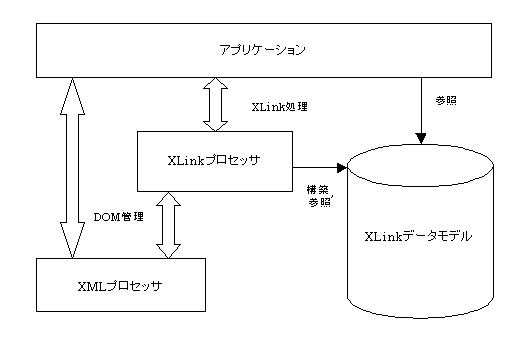 アプリケーション
XLink処理
参照
XLinkプロセッサ
構築,
参照
DOM管理
XLinkデータモデル
XMLプロセッサ